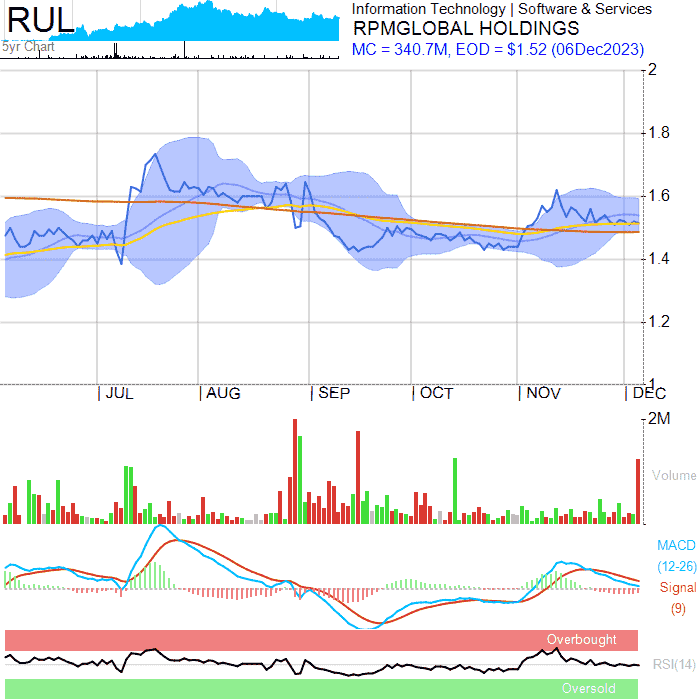 RUL
5yr Chart
Information Technology | Software & Services
RPMGLOBAL HOLDINGS
MC = 340.7M, EOD = $1.52 (06Dec2023)
2
1.8
1.6
1.4
1.2
1
| JUL | AUG | SEP | OCT | NOV | DEC
2M
Volume
MACD
(12-26)
Signal
(9)
Overbought
RSI(14)
Oversold